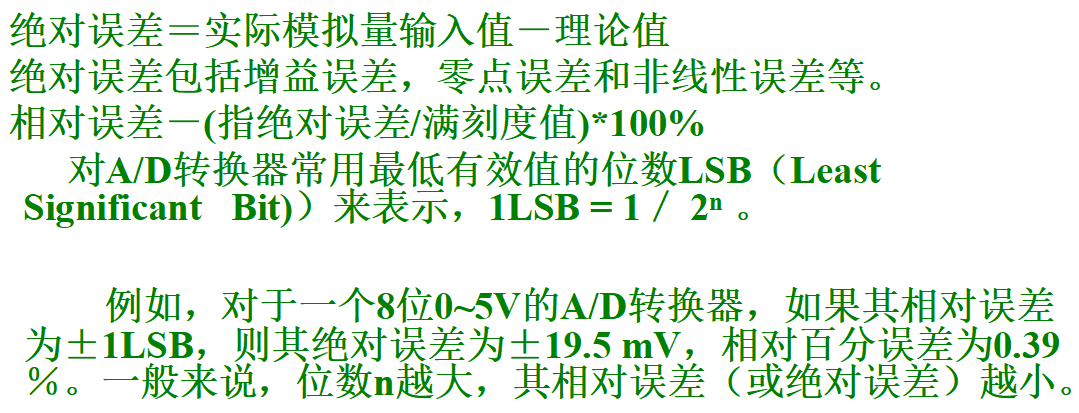 绝对误差＝实际模拟量输入值－理论值
绝对误差包括增益误差，零点误差和非线性误差等。
相对误差－(指绝对误差/满刻度值)*100%
对A/D转换器常用最低有效值的位数LSB（Least
Significant Bit)）来表示，1LSB = 1／ 2ⁿ 。
例如，对于一个8位0~5V的A/D转换器，如果其相对误差
为±1LSB，则其绝对误差为±19.5 mV，相对百分误差为0.39
％。一般来说，位数n越大，其相对误差（或绝对误差）越小。